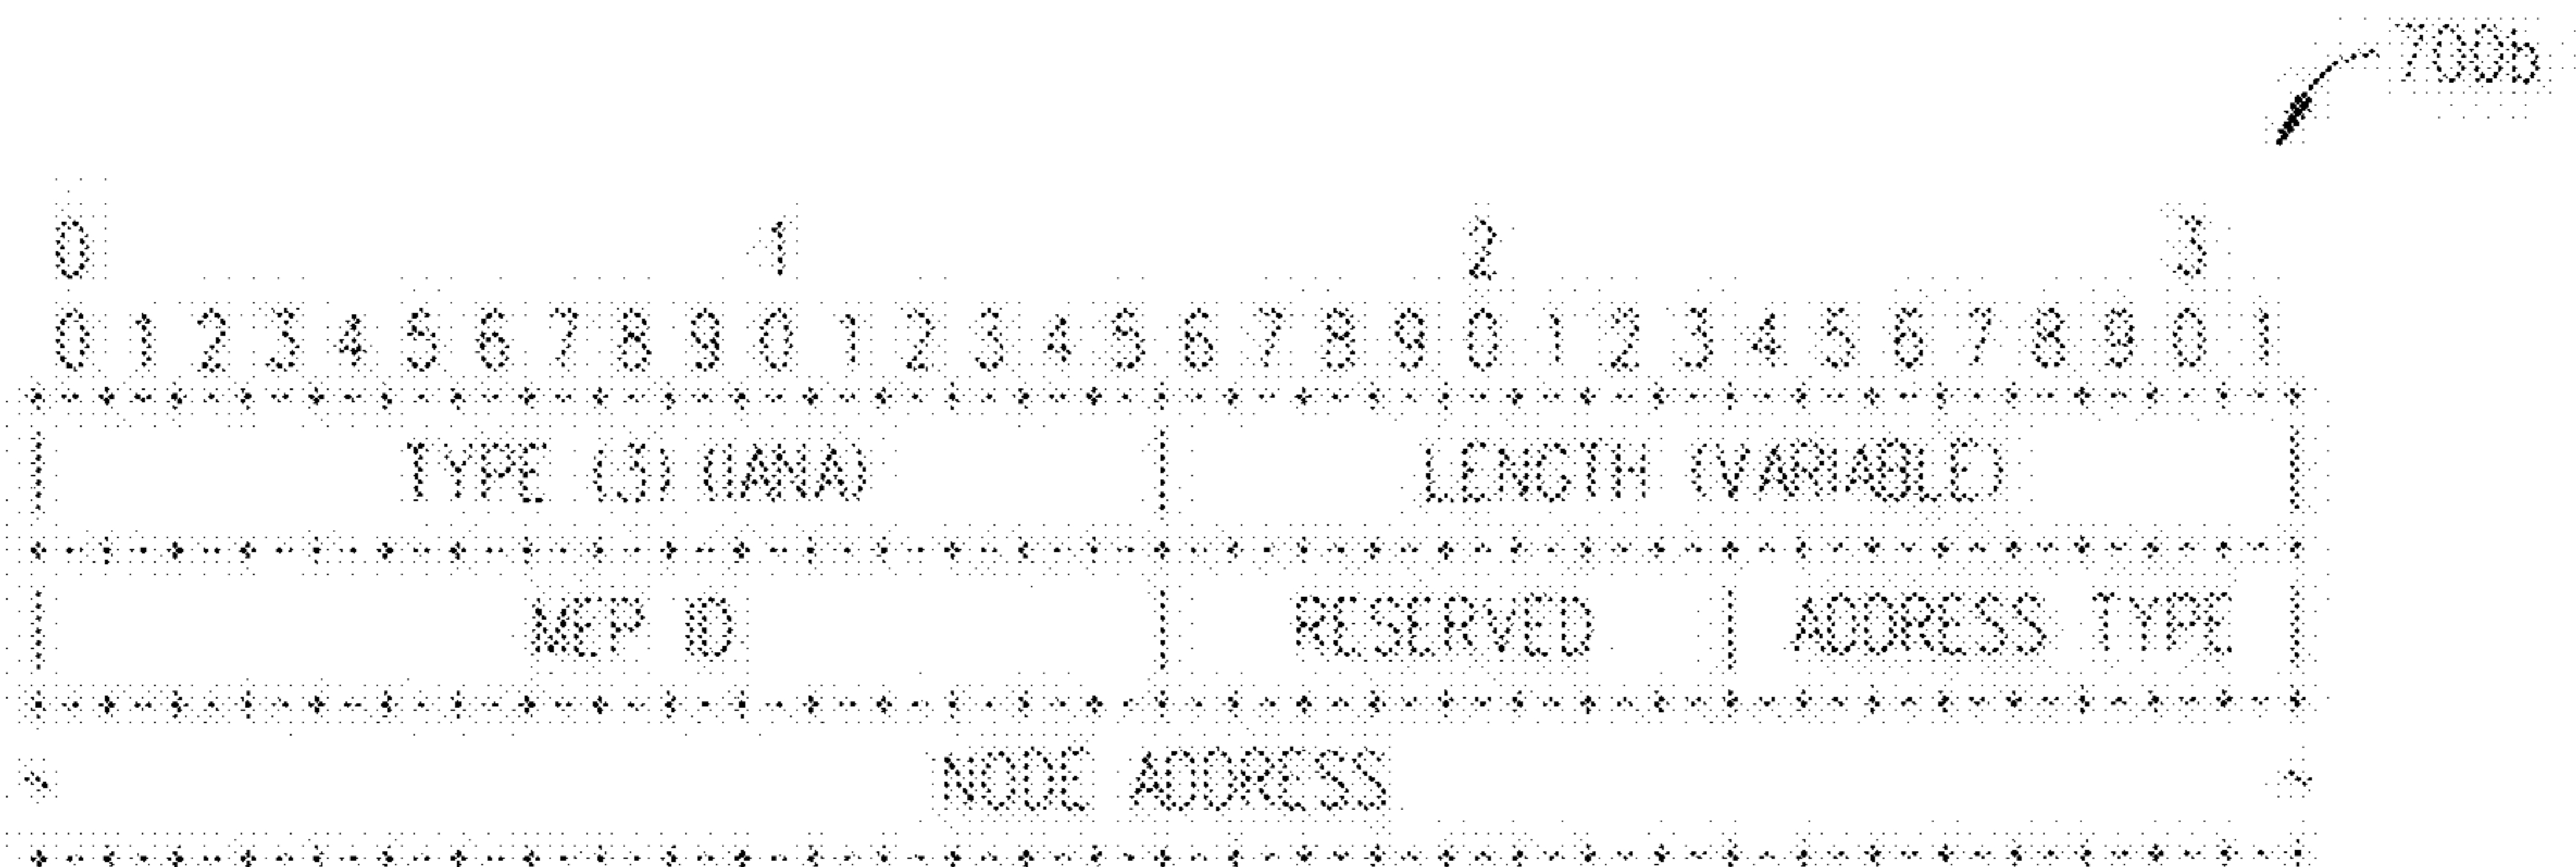 700b
0 1 2 3
0 1 2 3 4 5 6 7 8 9 0 1 2 3 4 5 6 7 8 9 0 1 2 3 4 5 6 7 8 9 0 1
TYPE (3) (IANA) LENGTH (VARIABLE)
MEP ID RESERVED ADDRESS TYPE
NODE ADDRESS